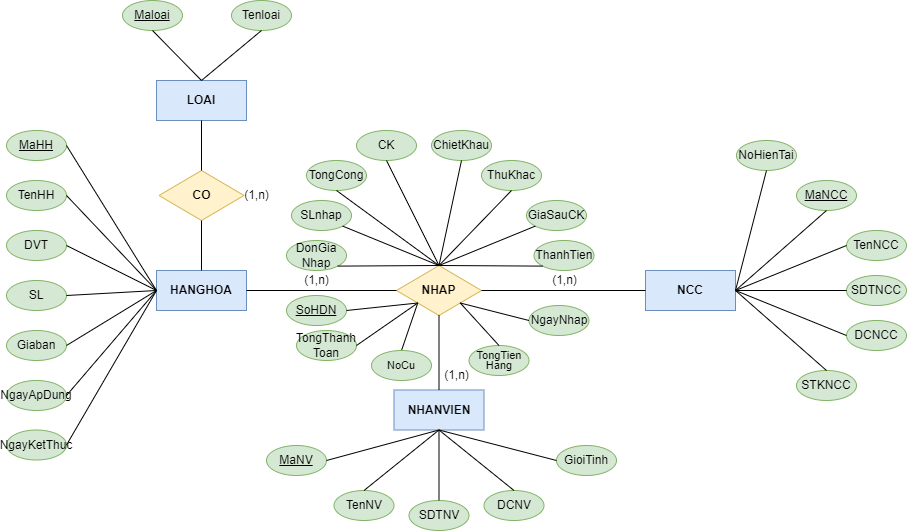 Maloai
Tenloai
LOAI
MaHH
TenHH
DVT
SL
Giaban
NgayApDung
NgayKetThuc
CO
(1,n)
HANGHOA
CK
ChietKhau
TongCong
ThuKhac
SLnhap
GiaSauCK
DonGia
Nhap
ThanhTien
(1,n)
NHAP
(1,n)
SoHDN
NgayNhap
TongThanh
Toan
NoCu
TongTien
Hang
(1,n)
NCC
NoHienTai
MaNCC
TenNCC
SDTNCC
DCNCC
STKNCC
NHANVIEN
MaNV
GioiTinh
TenNV
SDTNV
DCNV